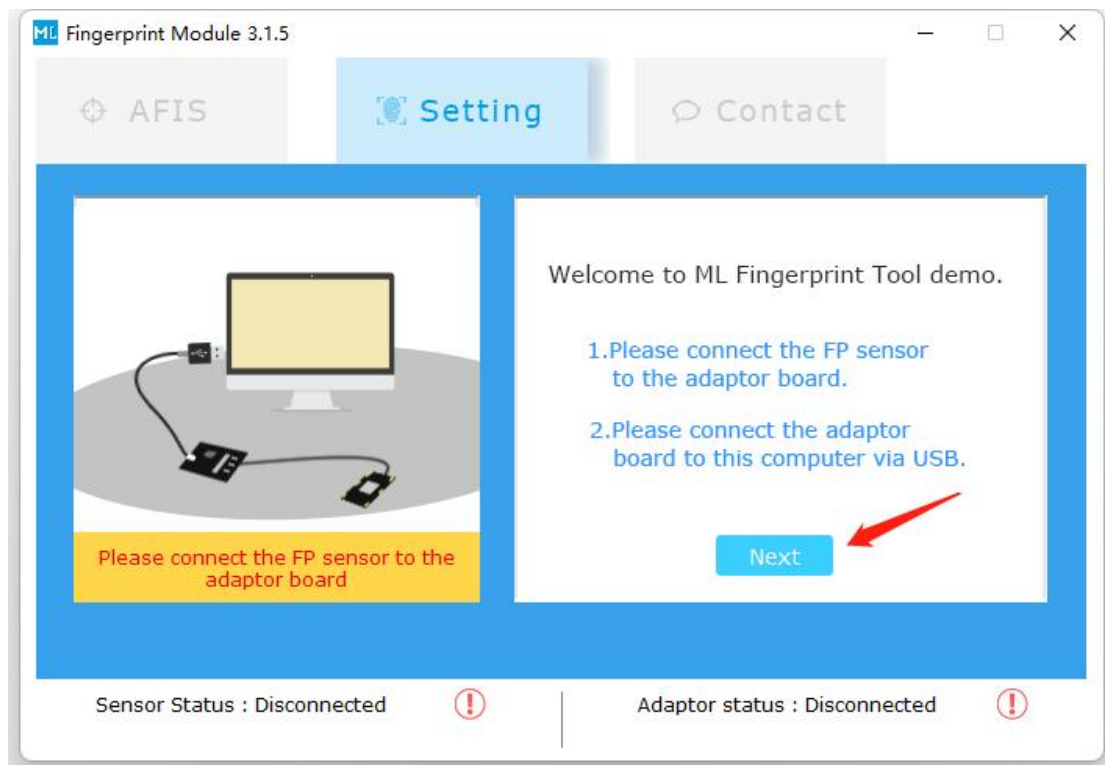 ML Fingerprint Module 3.1.5
AFIS
Setting
Contact
Please connect the FP sensor to the
adaptor board
Welcome to ML Fingerprint Tool demo.
1.Please connect the FP sensor
to the adaptor board.
2.Please connect the adaptor
board to this computer via USB.
Next
Sensor Status : Disconnected
Adaptor status : Disconnected